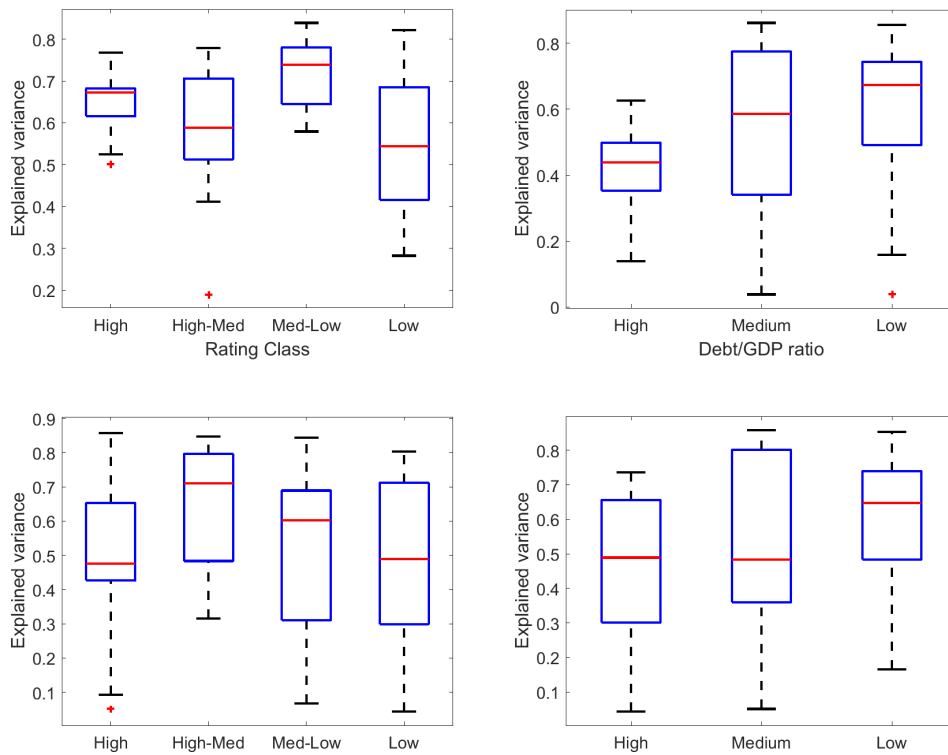 Explained variance
0.8
0.7
0.6
0.5
0.4
0.3
0.2
High High-Med Med-Low Low
Rating Class
Explained variance
0.8
0.6
0.4
0.2
0
High Medium Low
Debt/GDP ratio
Explained variance
0.9
0.8
0.7
0.6
0.5
0.4
0.3
0.2
0.1
High High-Med Med-Low Low
Explained variance
0.8
0.7
0.6
0.5
0.4
0.3
0.2
0.1
High Medium Low